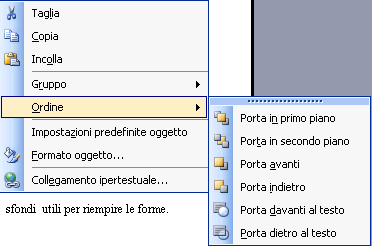 Taglia
Copia
Incolla
Gruppo
Ordine
Impostazioni predefinite oggetto
Formato oggetto...
Collegamento ipertestuale...
sfondi utili per riempire le forme.
Porta in primo piano
Porta in secondo piano
Porta avanti
Porta indietro
Porta davanti al testo
Porta dietro al testo